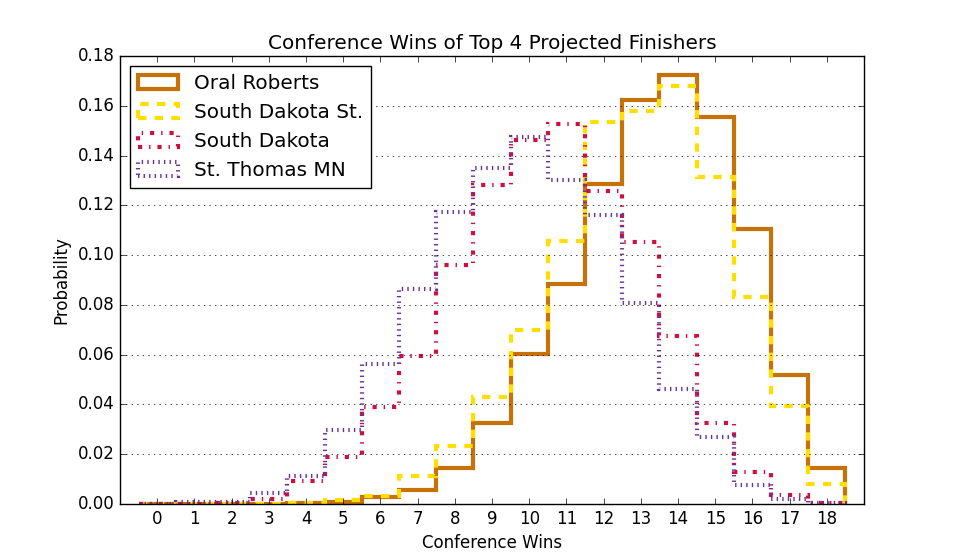 Conference Wins of Top 4 Projected Finishers
0.18
0.16
0.14
0.12
0.10
0.08
0.06
0.04
0.02
0.00
Probability
Oral Roberts
South Dakota St.
South Dakota
St. Thomas MN
0 1 2 3 4 5 6 7 8 9 10 11 12 13 14 15 16 17 18
Conference Wins